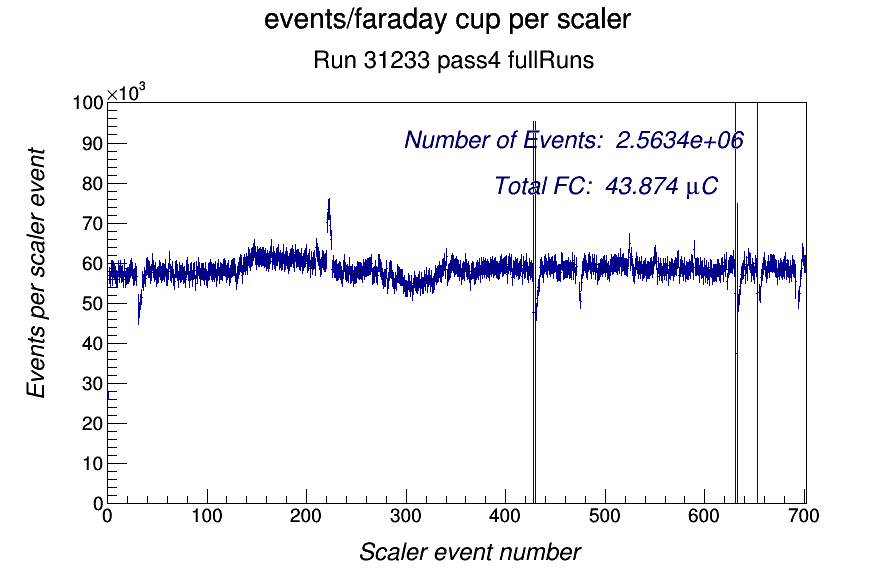 events/faraday cup per scaler
Run 31233 pass4 fullRuns
×10³
100
90
80
70
60
50
40
30
20
10
0
Number of Events: 2.5634e+06
Total FC: 43.874 μC
Events per scaler event
0 100 200 300 400 500 600 700
Scaler event number